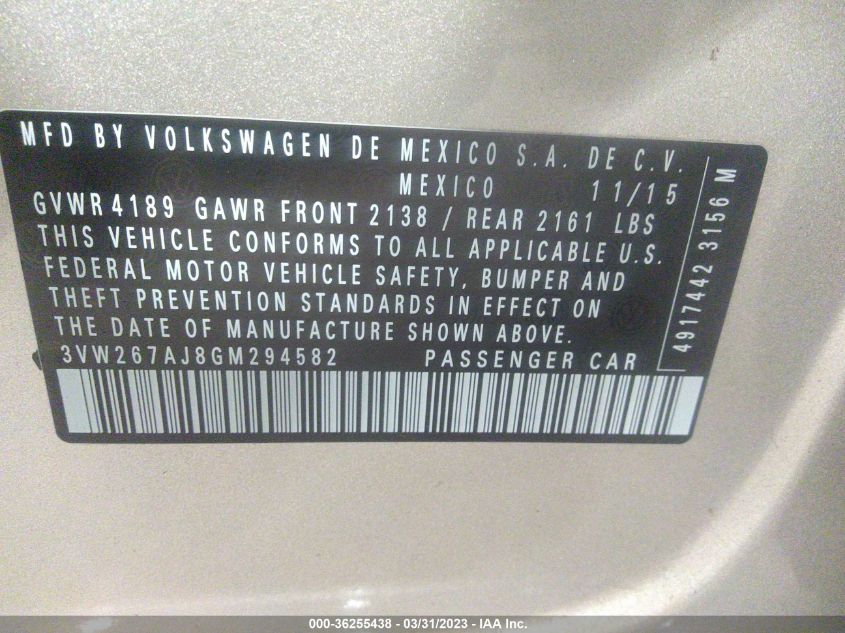 MFD BY VOLKSWAGEN DE MEXICO S.A. DE C.V.
MEXICO 11/15
GVWR 4189 GAWR FRONT 2138 / REAR 2161 LBS
THIS VEHICLE CONFORMS TO ALL APPLICABLE U.S.
FEDERAL MOTOR VEHICLE SAFETY, BUMPER AND
THEFT PREVENTION STANDARDS IN EFFECT ON
THE DATE OF MANUFACTURE SHOWN ABOVE.
3VW267AJ8GM294582 PASSENGER CAR
4917442 3156 M
000-36255438 - 03/31/2023 - IAA Inc.